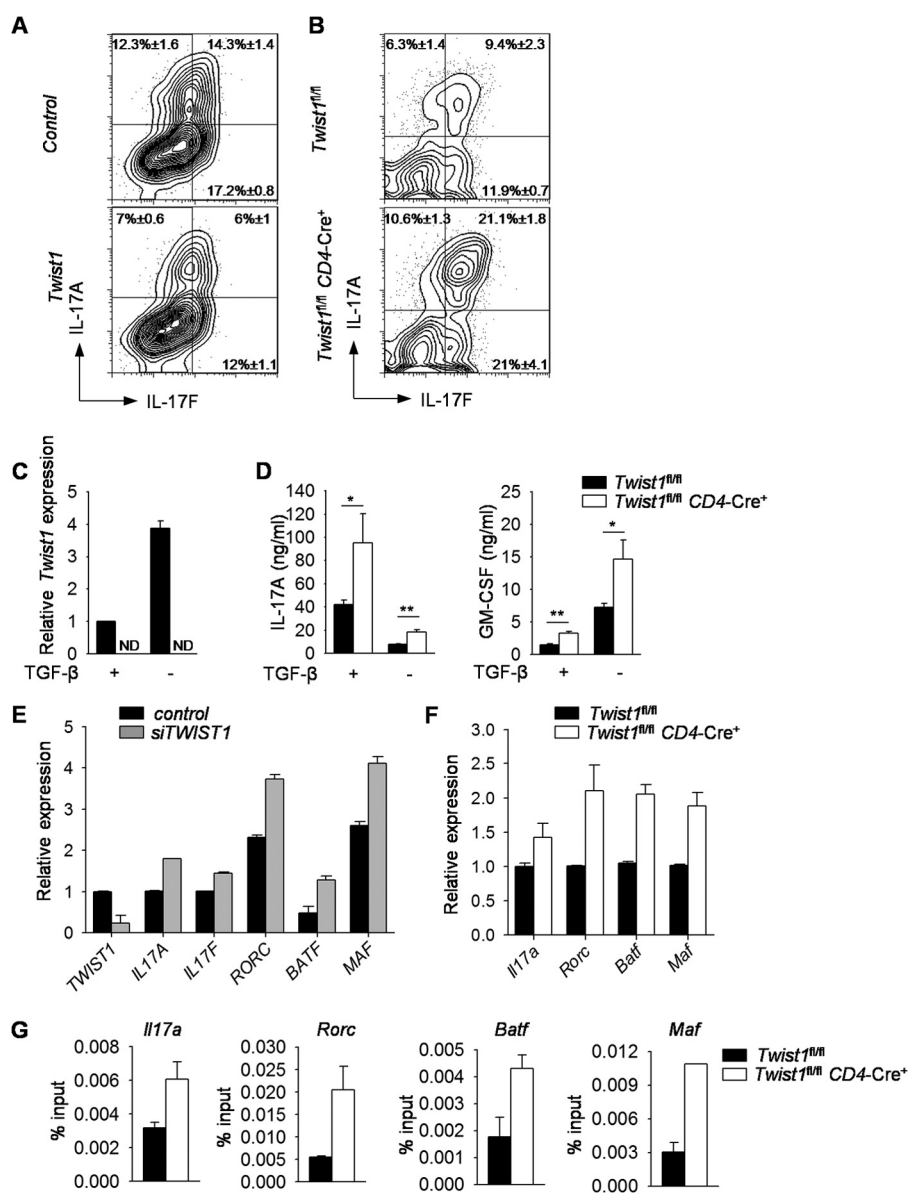 A
B
12.3%±1.6 14.3%±1.4
6.3%±1.4 9.4%±2.3
Control
Twist1fl/fl
17.2%±0.8
11.9%±0.7
7%±0.6 6%±1
10.6%±1.3 21.1%±1.8
Twist1
Twist1fl/fl CD4-Cre+
IL-17A
IL-17A
12%±1.1
21%±4.1
IL-17F
IL-17F
C
Relative Twist1 expression
5
4
3
2
1
0
ND ND
TGF-β + -
D
Twist1fl/fl
Twist1fl/fl CD4-Cre+
IL-17A (ng/ml)
140
120
100
80
60
40
20
0
*
**
TGF-β + -
GM-CSF (ng/ml)
25
20
15
10
5
0
**
*
TGF-β + -
E
control
siTWIST1
Relative expression
5
4
3
2
1
0
TWIST1 IL17A IL17F RORC BATF MAF
F
Twist1fl/fl
Twist1fl/fl CD4-Cre+
Relative expression
3.0
2.5
2.0
1.5
1.0
0.5
0.0
Il17a Rorc Batf Maf
G
Il17a
% input
0.008
0.006
0.004
0.002
0.000
Rorc
% input
0.030
0.025
0.020
0.015
0.010
0.005
0.000
Batf
% input
0.005
0.004
0.003
0.002
0.001
0.000
Maf
% input
0.012
0.009
0.006
0.003
0.000
Twist1fl/fl
Twist1fl/fl CD4-Cre+